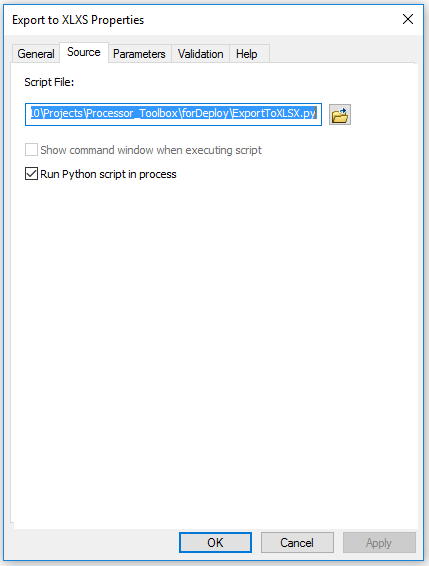 Export to XLXS Properties
General Source Parameters Validation Help
Script File:
10\Projects\Processor_Toolbox\forDeploy\ExportToXLSX.py
Show command window when executing script
Run Python script in process
OK Cancel Apply